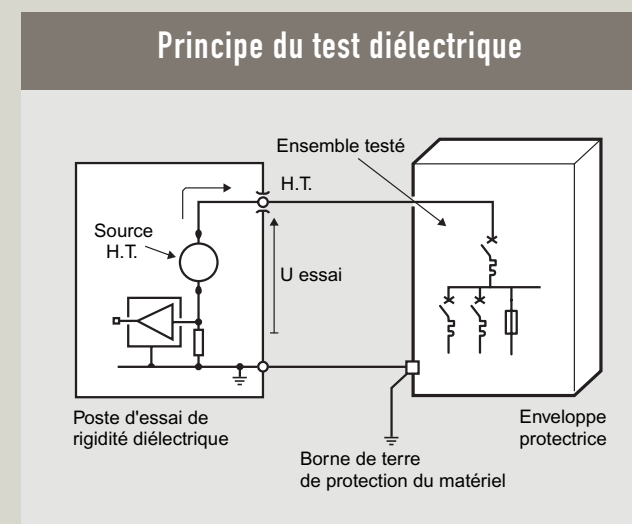 Principe du test diélectrique
Ensemble testé
H.T.
Source
H.T.
U essai
Poste d'essai de
rigidité diélectrique
Enveloppe
protectrice
Borne de terre
de protection du matériel